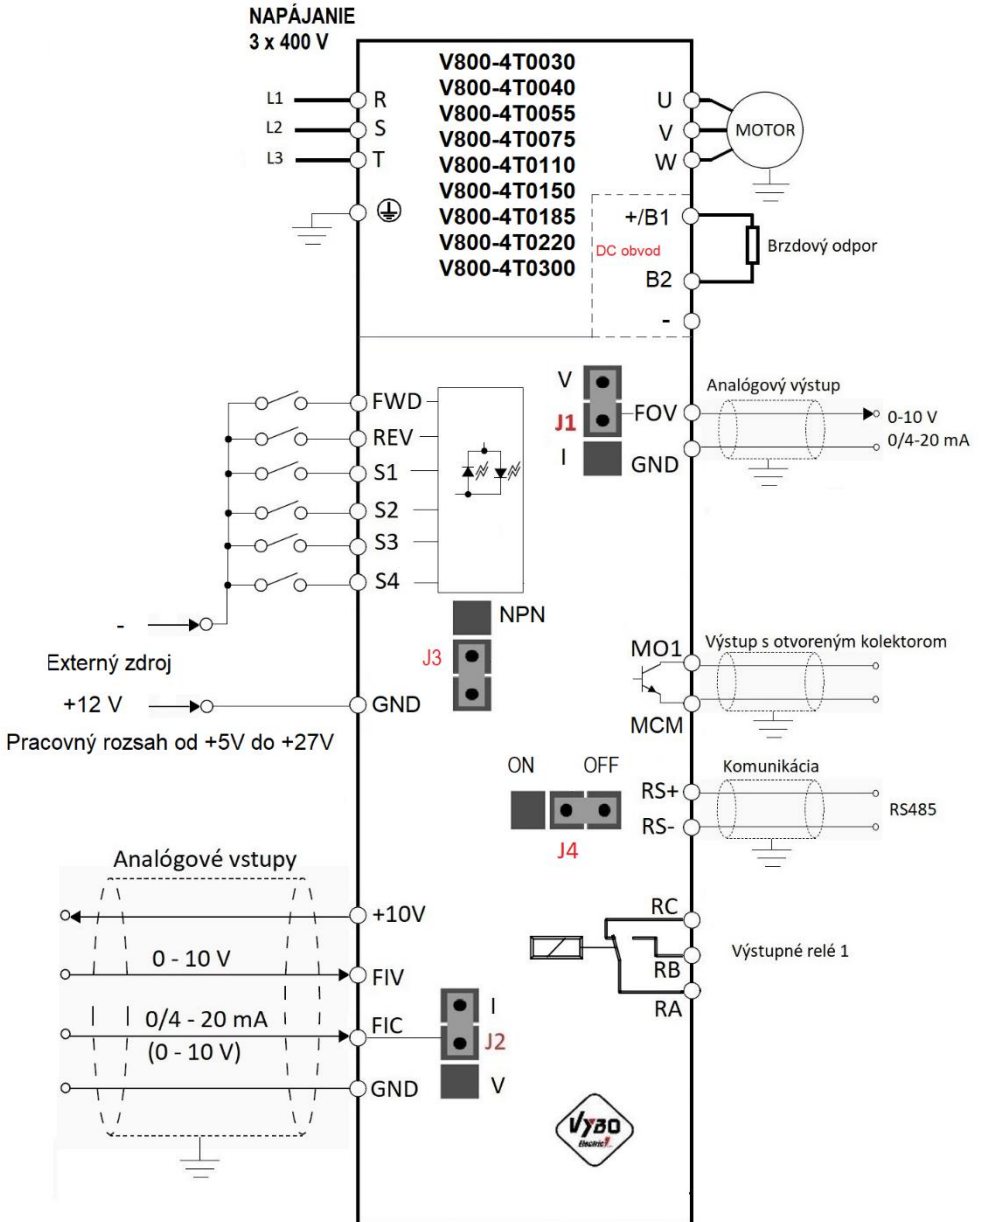 NAPÁJANIE
3 x 400 V
V800-4T0030
V800-4T0040
V800-4T0055
V800-4T0075
V800-4T0110
V800-4T0150
V800-4T0185
V800-4T0220
V800-4T0300
L1
R
L2
S
L3
T
U
V
W
MOTOR
+/B1
DC obvod
B2
-
Brzdový odpor
FWD
REV
S1
S2
S3
S4
V
J1
I
FOV
GND
Analógový výstup
0-10 V
0/4-20 mA
NPN
J3
-
Externý zdroj
+12 V
GND
Pracovný rozsah od +5V do +27V
MO1
MCM
Výstup s otvoreným kolektorom
ON
OFF
J4
RS+
RS-
Komunikácia
RS485
Analógové vstupy
+10V
0 - 10 V
FIV
0/4 - 20 mA
(0 - 10 V)
FIC
GND
I
J2
V
RC
RB
RA
Výstupné relé 1
VYBO
Electric